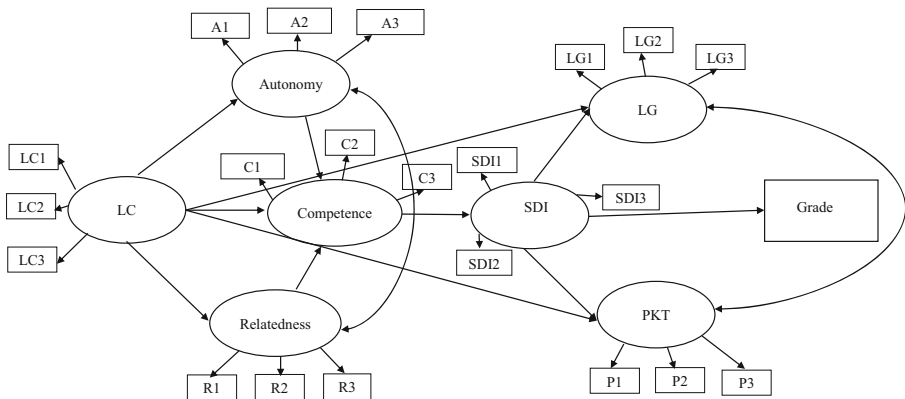 A1
A2
A3
Autonomy
LG1
LG2
LG3
LG
LC1
LC2
LC3
LC
C1
C2
C3
Competence
SDI1
SDI
SDI3
SDI2
Grade
Relatedness
R1
R2
R3
PKT
P1
P2
P3